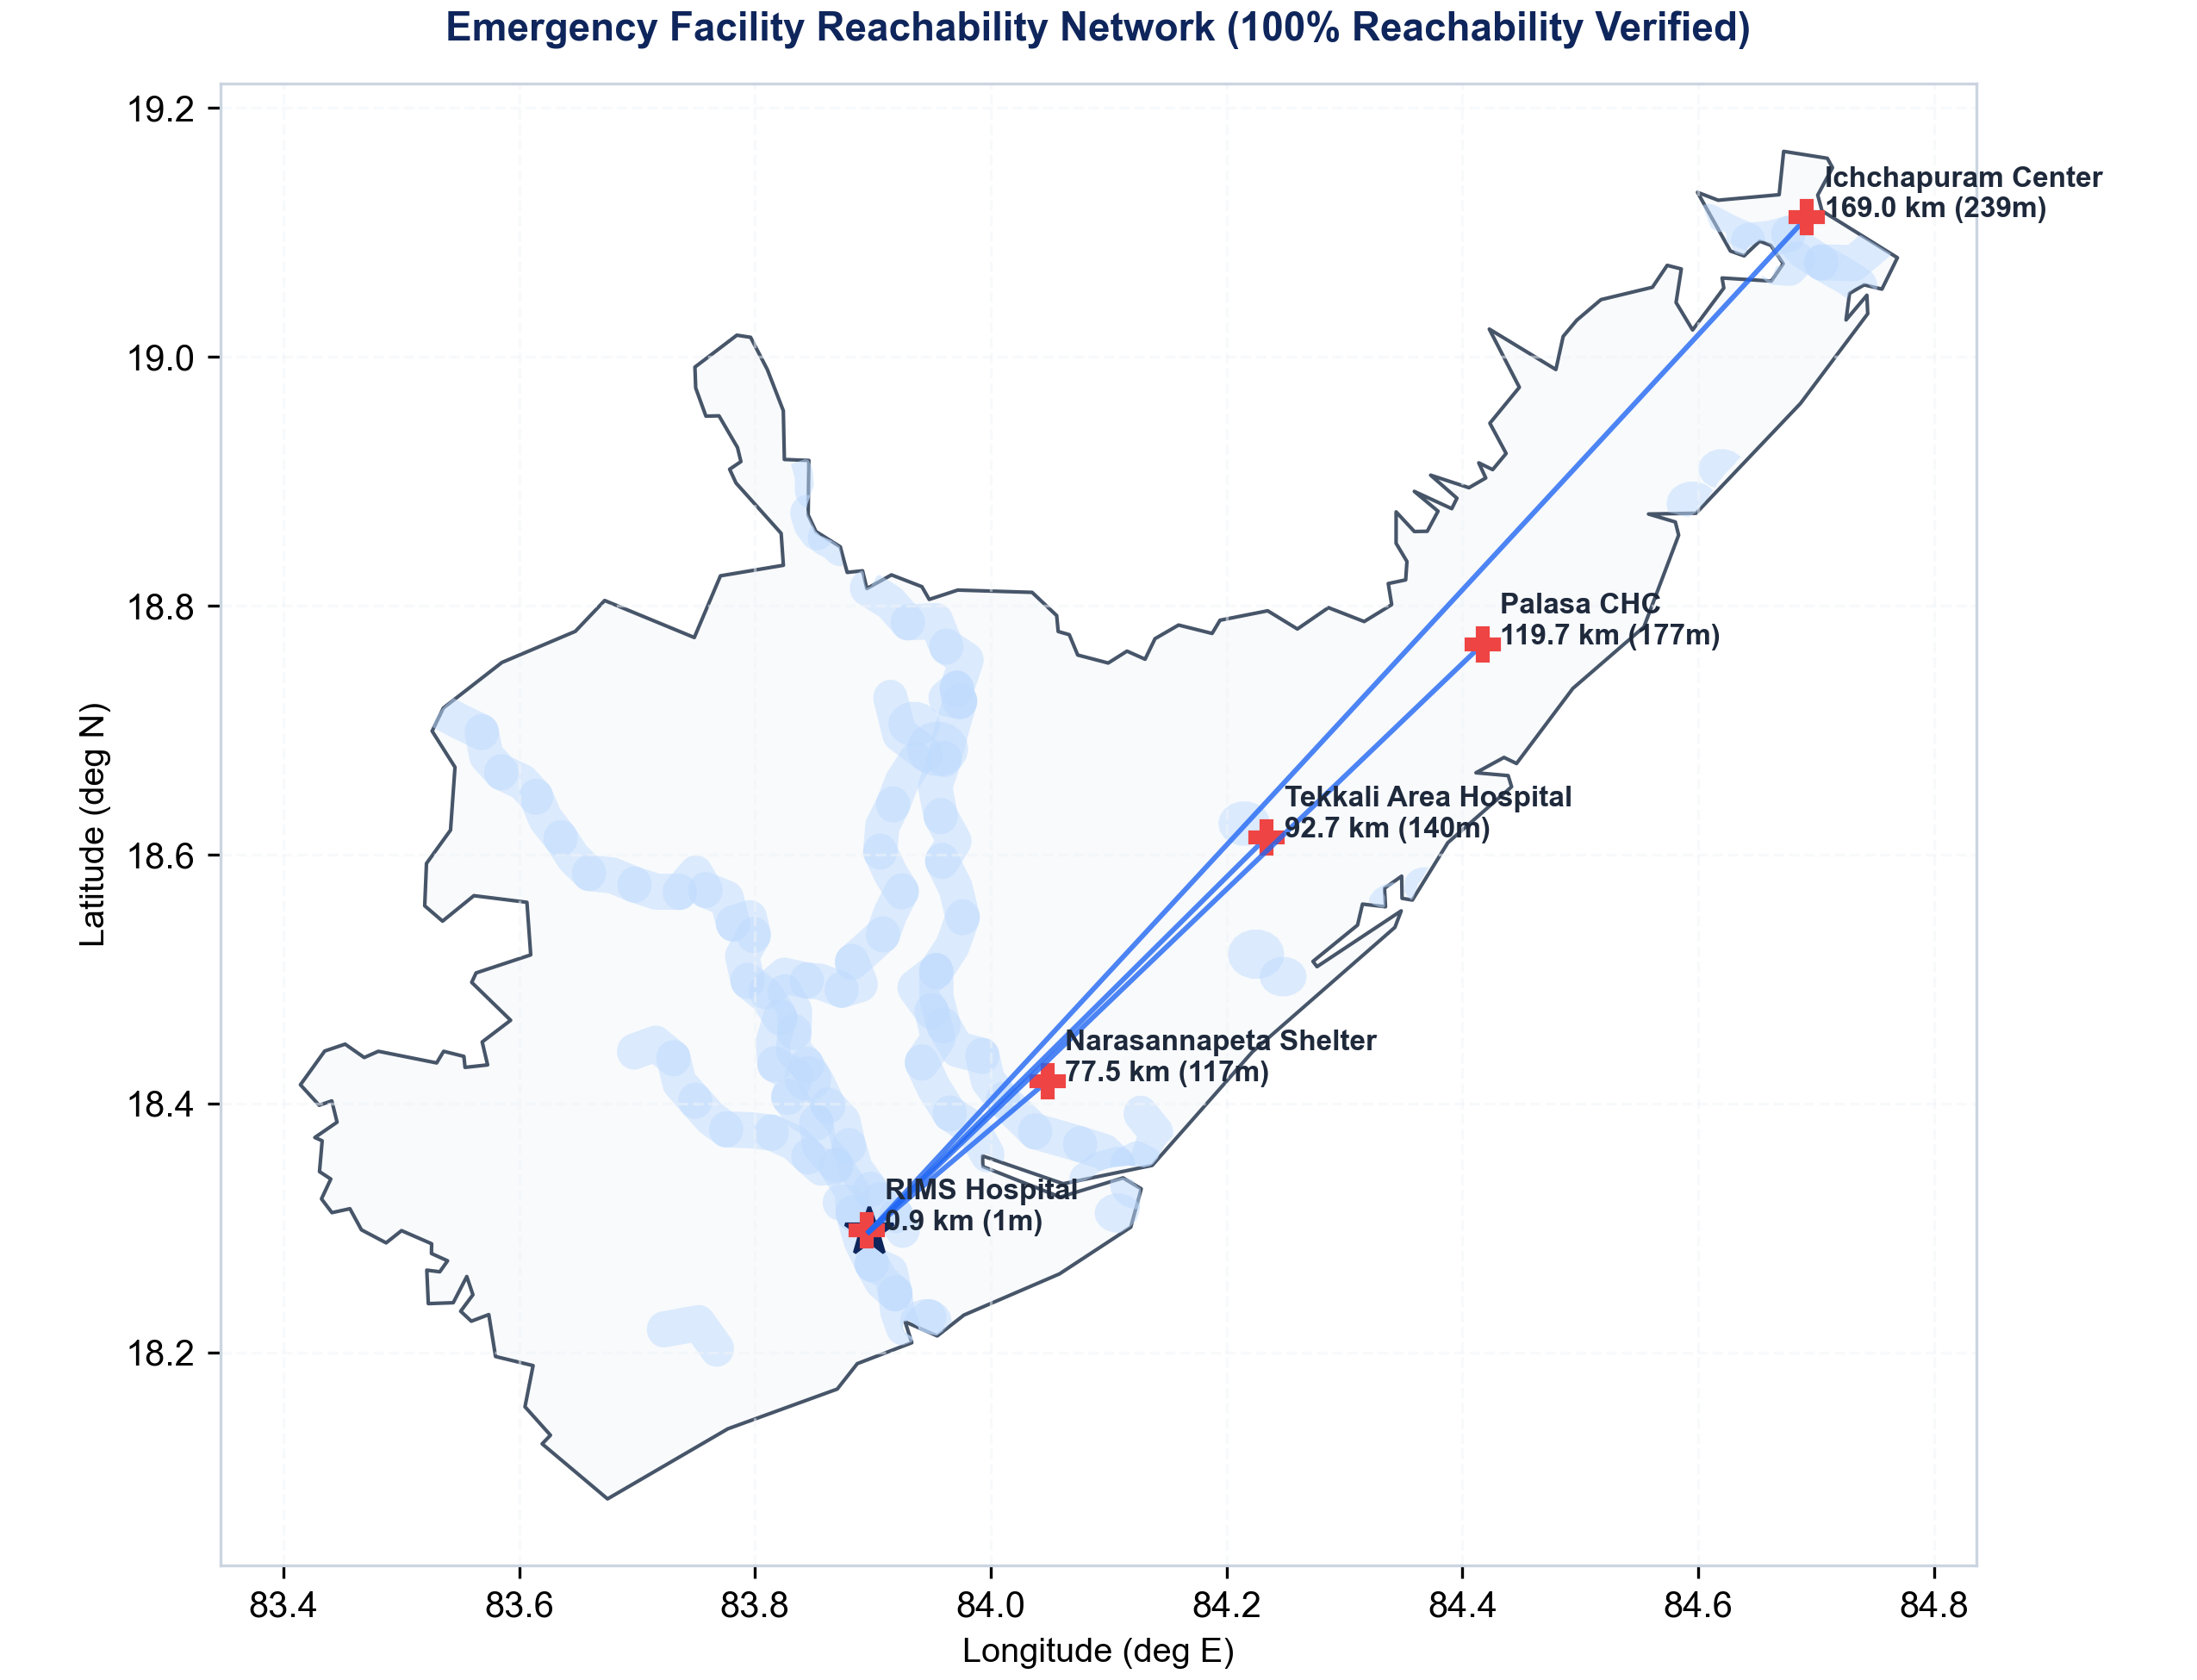 Emergency Facility Reachability Network (100% Reachability Verified)
19.2
19.0
18.8
18.6
18.4
18.2
Latitude (deg N)
Ichchapuram Center
169.0 km (239m)
Palasa CHC
119.7 km (177m)
Tekkali Area Hospital
92.7 km (140m)
Narasannapeta Shelter
77.5 km (117m)
RIMS Hospital
0.9 km (1m)
83.4 83.6 83.8 84.0 84.2 84.4 84.6 84.8
Longitude (deg E)